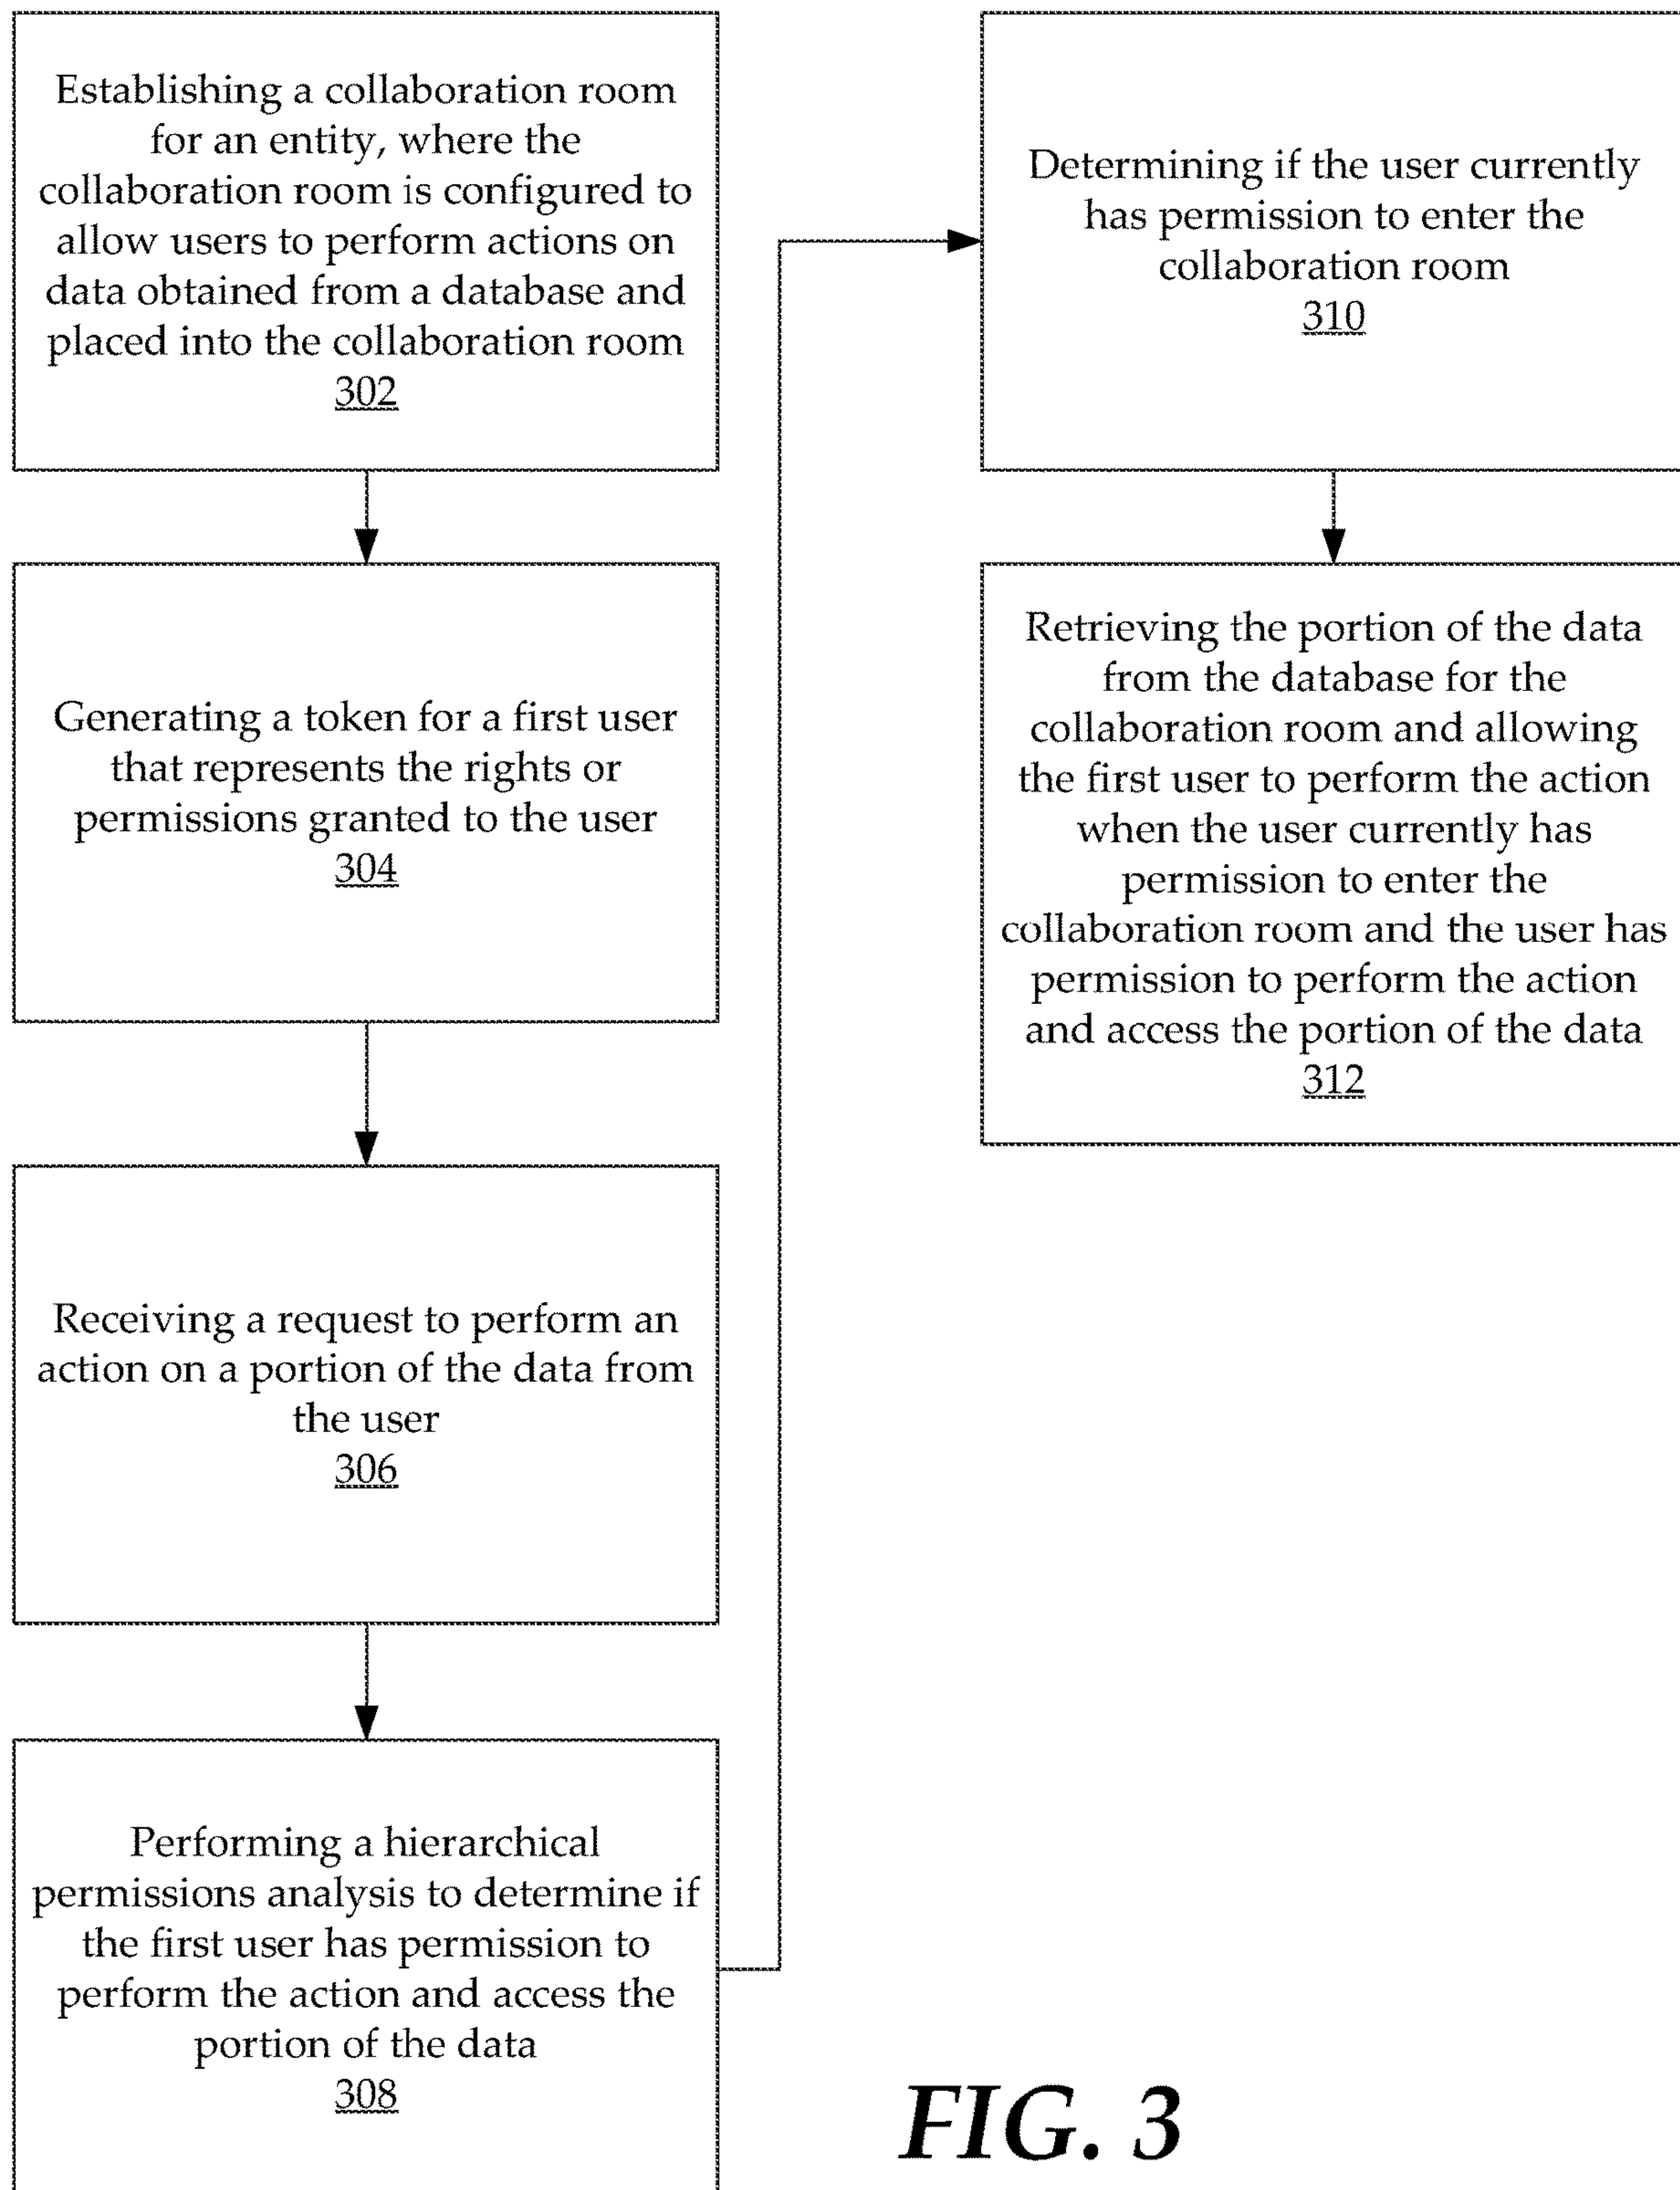 Establishing a collaboration room
for an entity, where the
collaboration room is configured to
allow users to perform actions on
data obtained from a database and
placed into the collaboration room
302
Generating a token for a first user
that represents the rights or
permissions granted to the user
304
Receiving a request to perform an
action on a portion of the data from
the user
306
Performing a hierarchical
permissions analysis to determine if
the first user has permission to
perform the action and access the
portion of the data
308
Determining if the user currently
has permission to enter the
collaboration room
310
Retrieving the portion of the data
from the database for the
collaboration room and allowing
the first user to perform the action
when the user currently has
permission to enter the
collaboration room and the user has
permission to perform the action
and access the portion of the data
312
FIG. 3